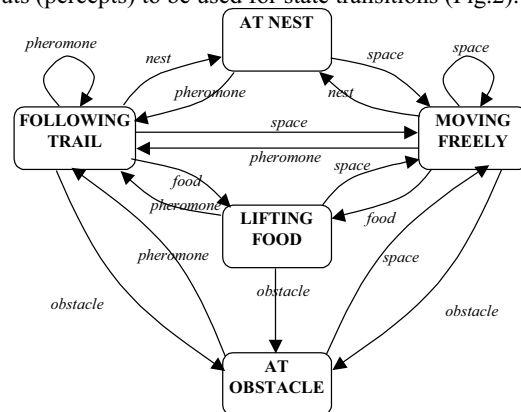 uts (percepts) to be used for state transitions (Fig.2).
AT NEST
pheromone
space
nest
space
pheromone
nest
FOLLOWING
TRAIL
MOVING
FREELY
space
pheromone
space
food
pheromone
food
LIFTING
FOOD
pheromone
space
obstacle
obstacle
obstacle
AT
OBSTACLE